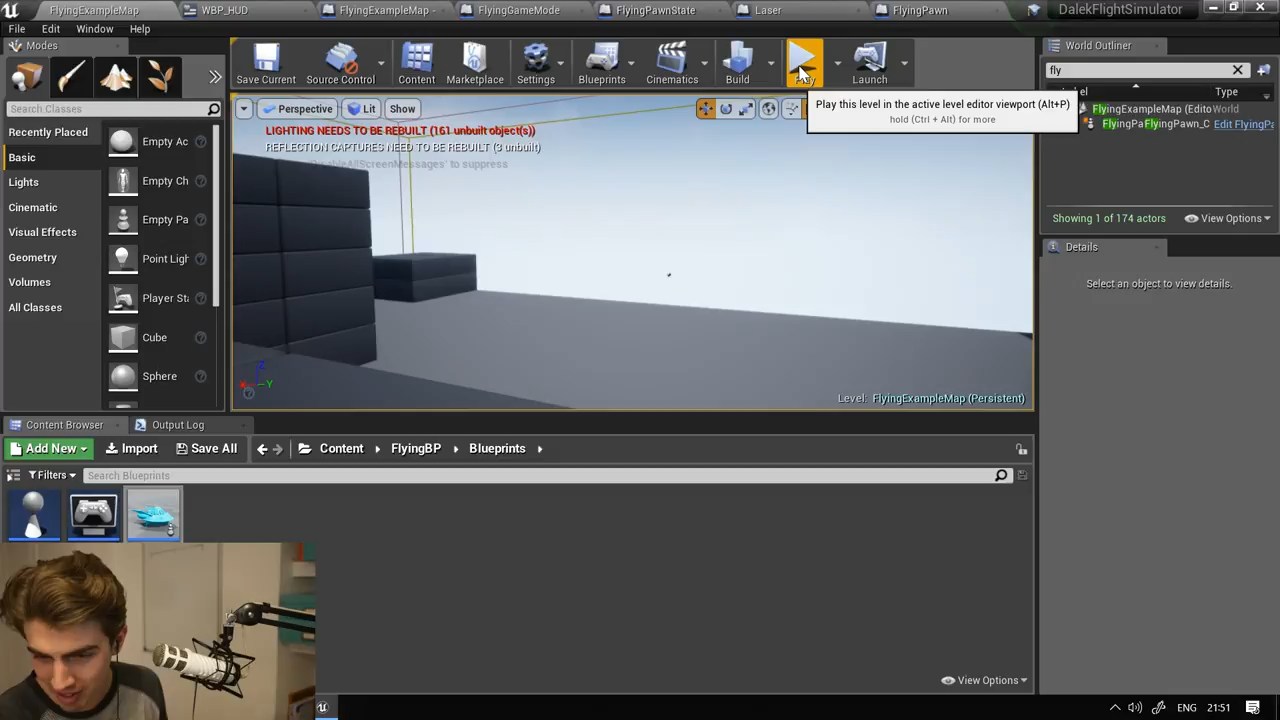 FlyingExampleMap
WBP_HUD
FlyingExampleMap -
FlyingGameMode
FlyingPawnState
Laser
FlyingPawn
DalekFlightSimulator
File
Edit
Window
Help
Modes
Search Classes
Recently Placed
Basic
Lights
Cinematic
Visual Effects
Geometry
Volumes
All Classes
Empty Ac
Empty Ch
Empty Pa
Point Ligh
Player Sta
Cube
Sphere
Save Current
Source Control
Content
Marketplace
Settings
Blueprints
Cinematics
Build
Launch
Play this level in the active level editor viewport (Alt+P)
hold (Ctrl + Alt) for more
Perspective
Lit
Show
LIGHTING NEEDS TO BE REBUILT (161 unbuilt object(s))
REFLECTION CAPTURES NEED TO BE REBUILT (3 unbuilt)
AllScreenMessages' to suppress
Z
Y
Level: FlyingExampleMap (Persistent)
World Outliner
fly
Type
FlyingExampleMap (Edito
World
FlyingPa
FlyingPawn_C
Edit FlyingPa
Showing 1 of 174 actors
View Options
Details
Select an object to view details.
Content Browser
Output Log
Add New
Import
Save All
Content
FlyingBP
Blueprints
Filters
Search Blueprints
View Options
ENG
21:51